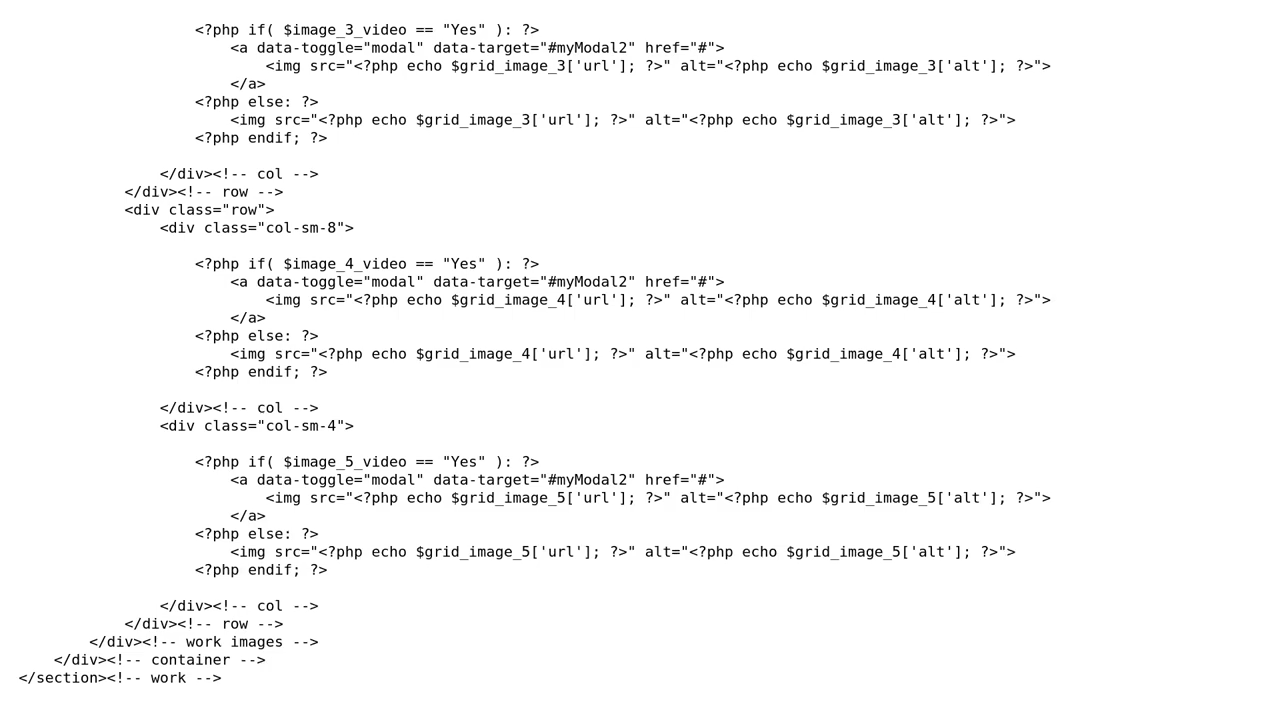 <?php if( $image_3_video == "Yes" ): ?>
<a data-toggle="modal" data-target="#myModal2" href="#">
<img src="<?php echo $grid_image_3['url']; ?>" alt="<?php echo $grid_image_3['alt']; ?>">
</a>
<?php else: ?>
<img src="<?php echo $grid_image_3['url']; ?>" alt="<?php echo $grid_image_3['alt']; ?>">
<?php endif; ?>
</div><!-- col -->
</div><!-- row -->
<div class="row">
<div class="col-sm-8">
<?php if( $image_4_video == "Yes" ): ?>
<a data-toggle="modal" data-target="#myModal2" href="#">
<img src="<?php echo $grid_image_4['url']; ?>" alt="<?php echo $grid_image_4['alt']; ?>">
</a>
<?php else: ?>
<img src="<?php echo $grid_image_4['url']; ?>" alt="<?php echo $grid_image_4['alt']; ?>">
<?php endif; ?>
</div><!-- col -->
<div class="col-sm-4">
<?php if( $image_5_video == "Yes" ): ?>
<a data-toggle="modal" data-target="#myModal2" href="#">
<img src="<?php echo $grid_image_5['url']; ?>" alt="<?php echo $grid_image_5['alt']; ?>">
</a>
<?php else: ?>
<img src="<?php echo $grid_image_5['url']; ?>" alt="<?php echo $grid_image_5['alt']; ?>">
<?php endif; ?>
</div><!-- col -->
</div><!-- row -->
</div><!-- work images -->
</div><!-- container -->
</section><!-- work -->